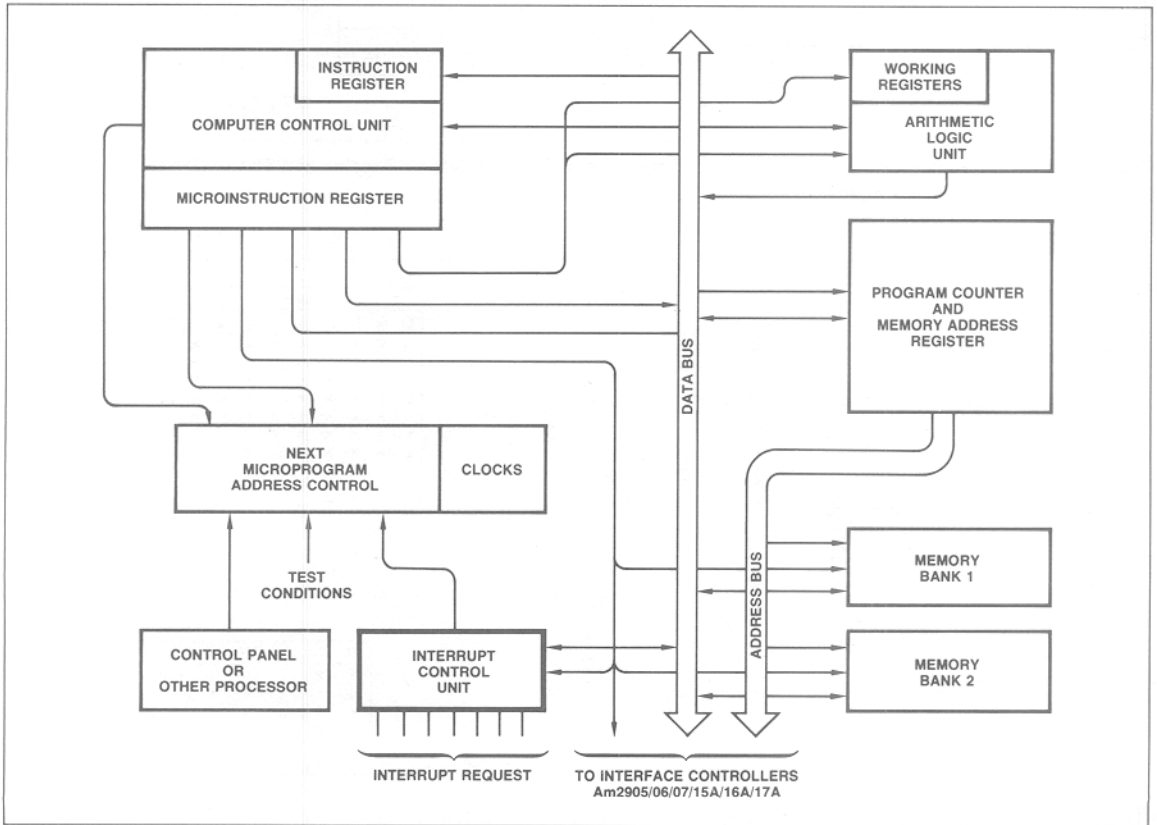 INSTRUCTION
REGISTER
COMPUTER CONTROL UNIT
MICROINSTRUCTION REGISTER
WORKING
REGISTERS
ARITHMETIC
LOGIC
UNIT
PROGRAM COUNTER
AND
MEMORY ADDRESS
REGISTER
DATA BUS
NEXT
MICROPROGRAM
ADDRESS CONTROL
CLOCKS
TEST
CONDITIONS
ADDRESS BUS
MEMORY
BANK 1
CONTROL PANEL
OR
OTHER PROCESSOR
INTERRUPT
CONTROL
UNIT
MEMORY
BANK 2
INTERRUPT REQUEST
TO INTERFACE CONTROLLERS
Am2905/06/07/15A/16A/17A